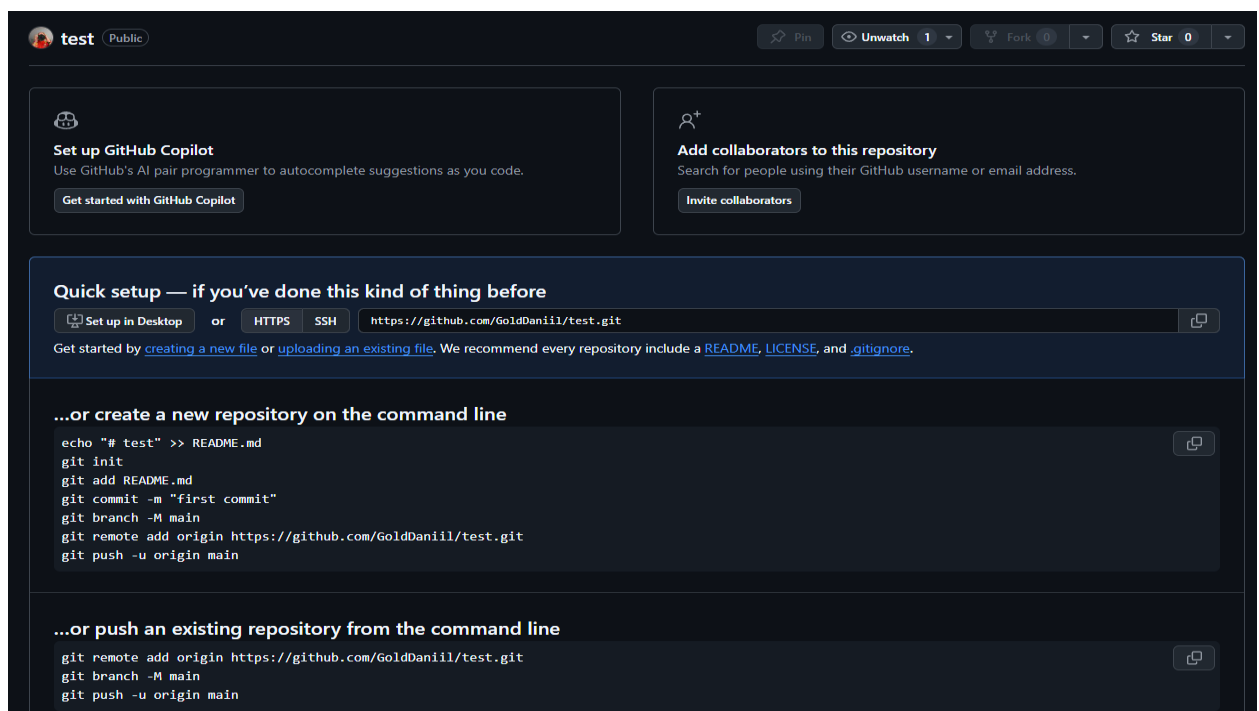 test Public
Pin Unwatch 1 Fork 0 Star 0
Set up GitHub Copilot
Use GitHub's AI pair programmer to autocomplete suggestions as you code.
Get started with GitHub Copilot
Add collaborators to this repository
Search for people using their GitHub username or email address.
Invite collaborators
Quick setup — if you've done this kind of thing before
Set up in Desktop or HTTPS SSH https://github.com/GoldDaniil/test.git
Get started by creating a new file or uploading an existing file. We recommend every repository include a README, LICENSE, and .gitignore.
…or create a new repository on the command line
echo "# test" >> README.md
git init
git add README.md
git commit -m "first commit"
git branch -M main
git remote add origin https://github.com/GoldDaniil/test.git
git push -u origin main
…or push an existing repository from the command line
git remote add origin https://github.com/GoldDaniil/test.git
git branch -M main
git push -u origin main